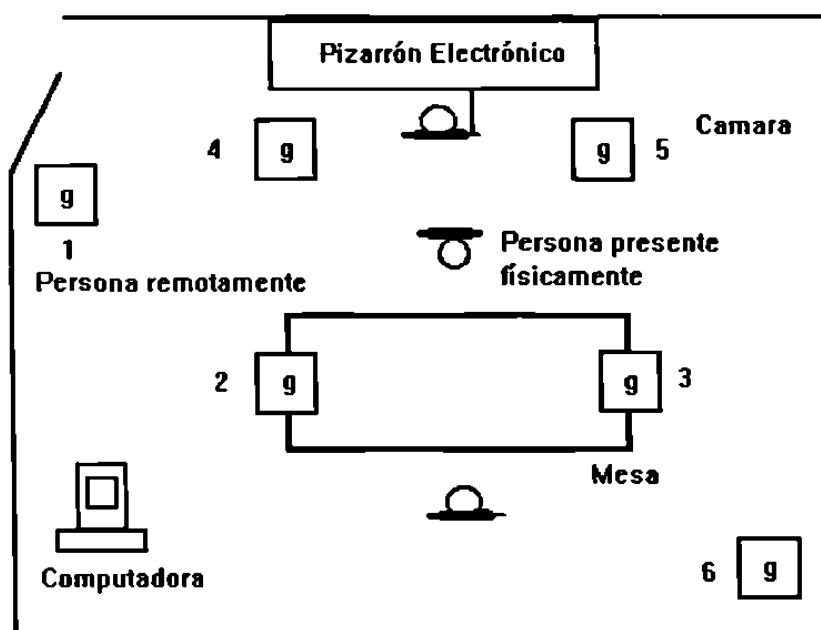 Pizarrón Electrónico
4 g
g 5
Camara
g
1
Persona remotamente
Persona presente
físicamente
2 g
g 3
Mesa
Computadora
6 g